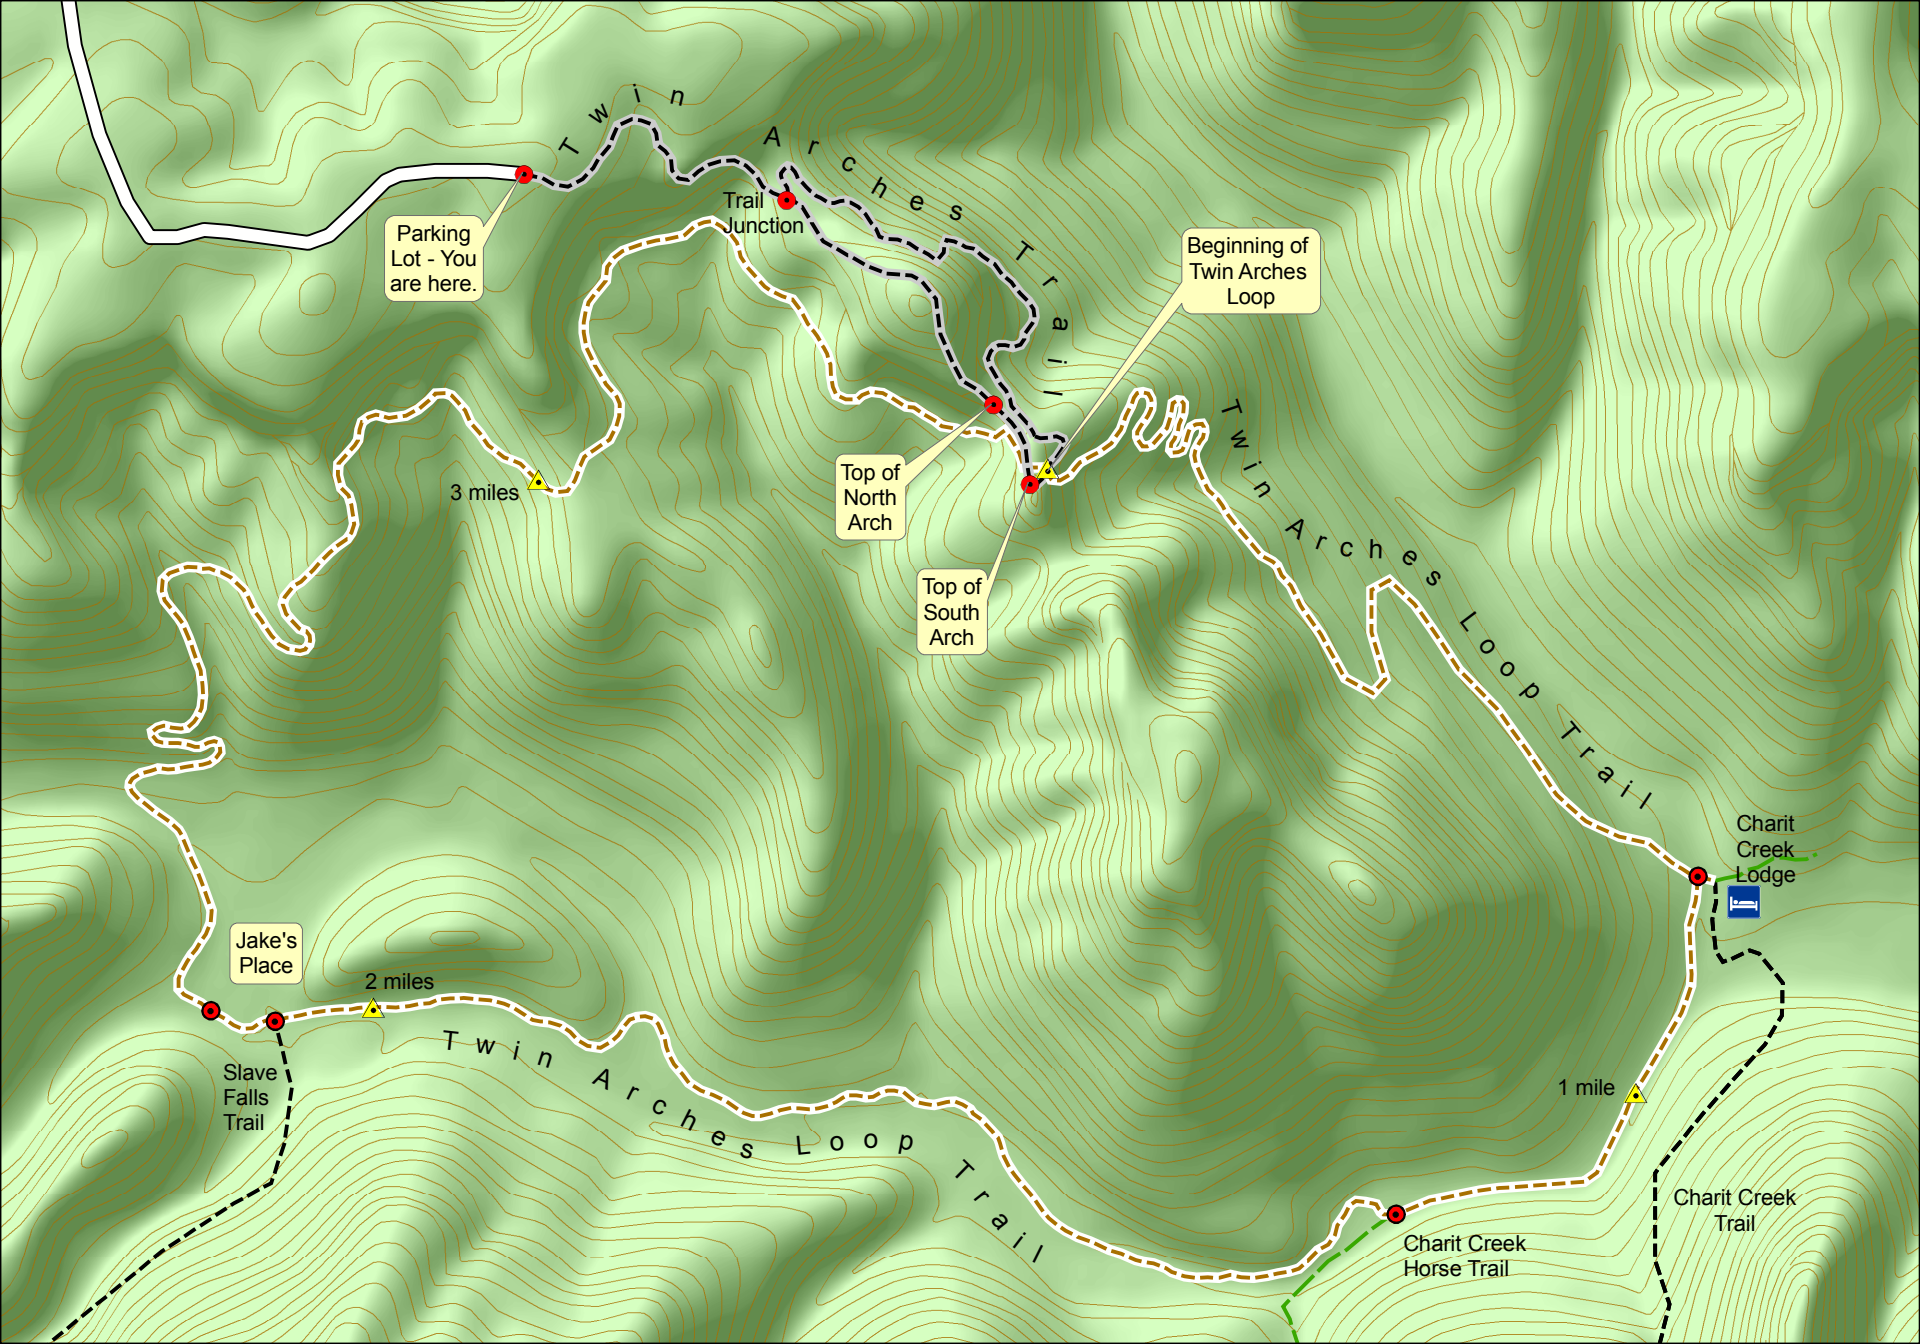 Twin Arches Trail
Trail
Junction
Parking
Lot - You
are here.
Beginning of
Twin Arches
Loop
Top of
North
Arch
Top of
South
Arch
3 miles
Twin Arches Loop Trail
Charit
Creek
Lodge
Jake's
Place
2 miles
Slave
Falls
Trail
Twin Arches Loop Trail
1 mile
Charit Creek
Horse Trail
Charit Creek
Trail